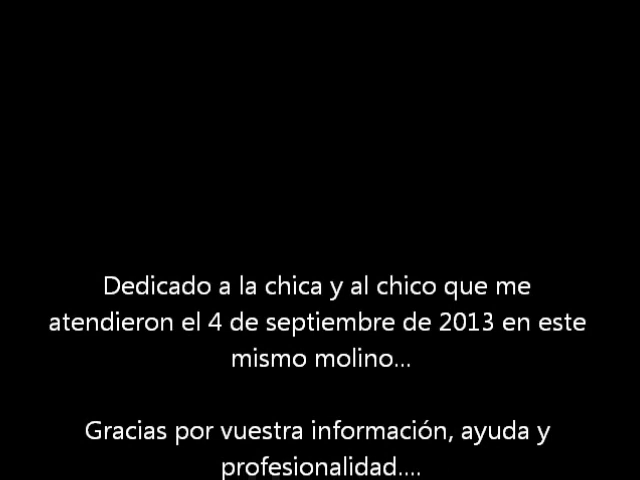 Dedicado a la chica y al chico que me
atendieron el 4 de septiembre de 2013 en este
mismo molino...
Gracias por vuestra información, ayuda y
profesionalidad....